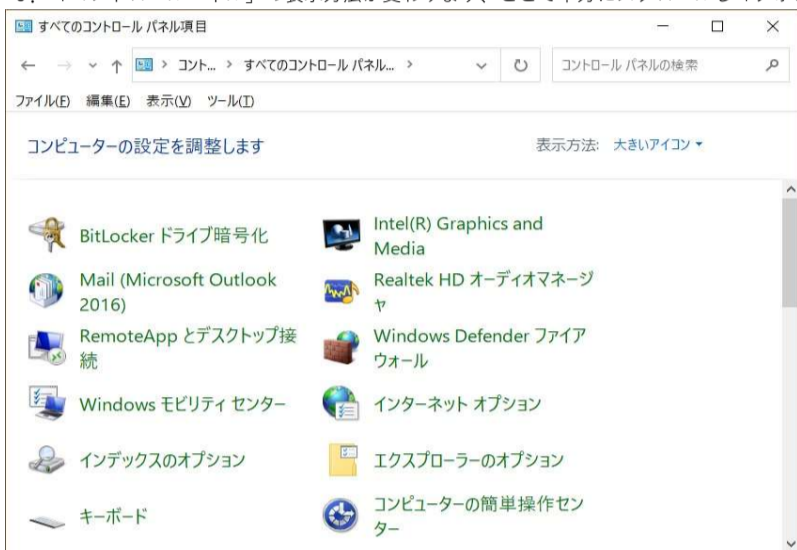 すべてのコントロール パネル項目
コント... > すべてのコントロール パネル... >
コントロール パネルの検索
ファイル(F) 編集(E) 表示(V) ツール(T)
コンピューターの設定を調整します
表示方法: 大きいアイコン
BitLocker ドライブ暗号化
Intel(R) Graphics and
Media
Mail (Microsoft Outlook
2016)
Realtek HD オーディオマネージ
ャ
RemoteApp とデスクトップ接
続
Windows Defender ファイア
ウォール
Windows モビリティ センター
インターネット オプション
インデックスのオプション
エクスプローラーのオプション
キーボード
コンピューターの簡単操作セン
ター